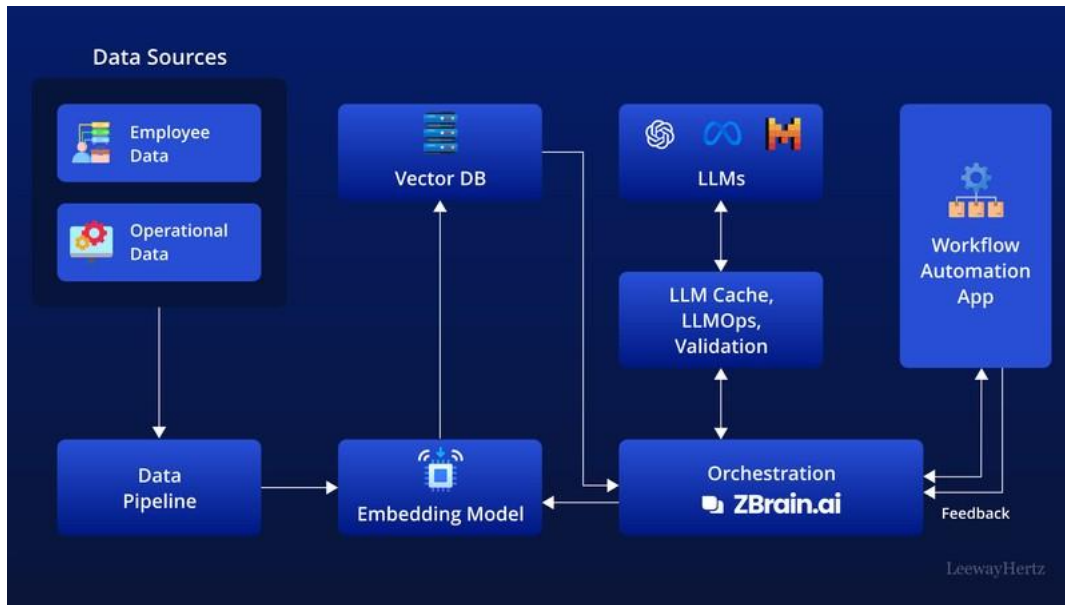 Data Sources
Employee
Data
Operational
Data
Vector DB
LLMs
LLM Cache,
LLMOps,
Validation
Workflow
Automation
App
Data
Pipeline
Embedding Model
Orchestration
ZBrain.ai
Feedback
LeewayHertz